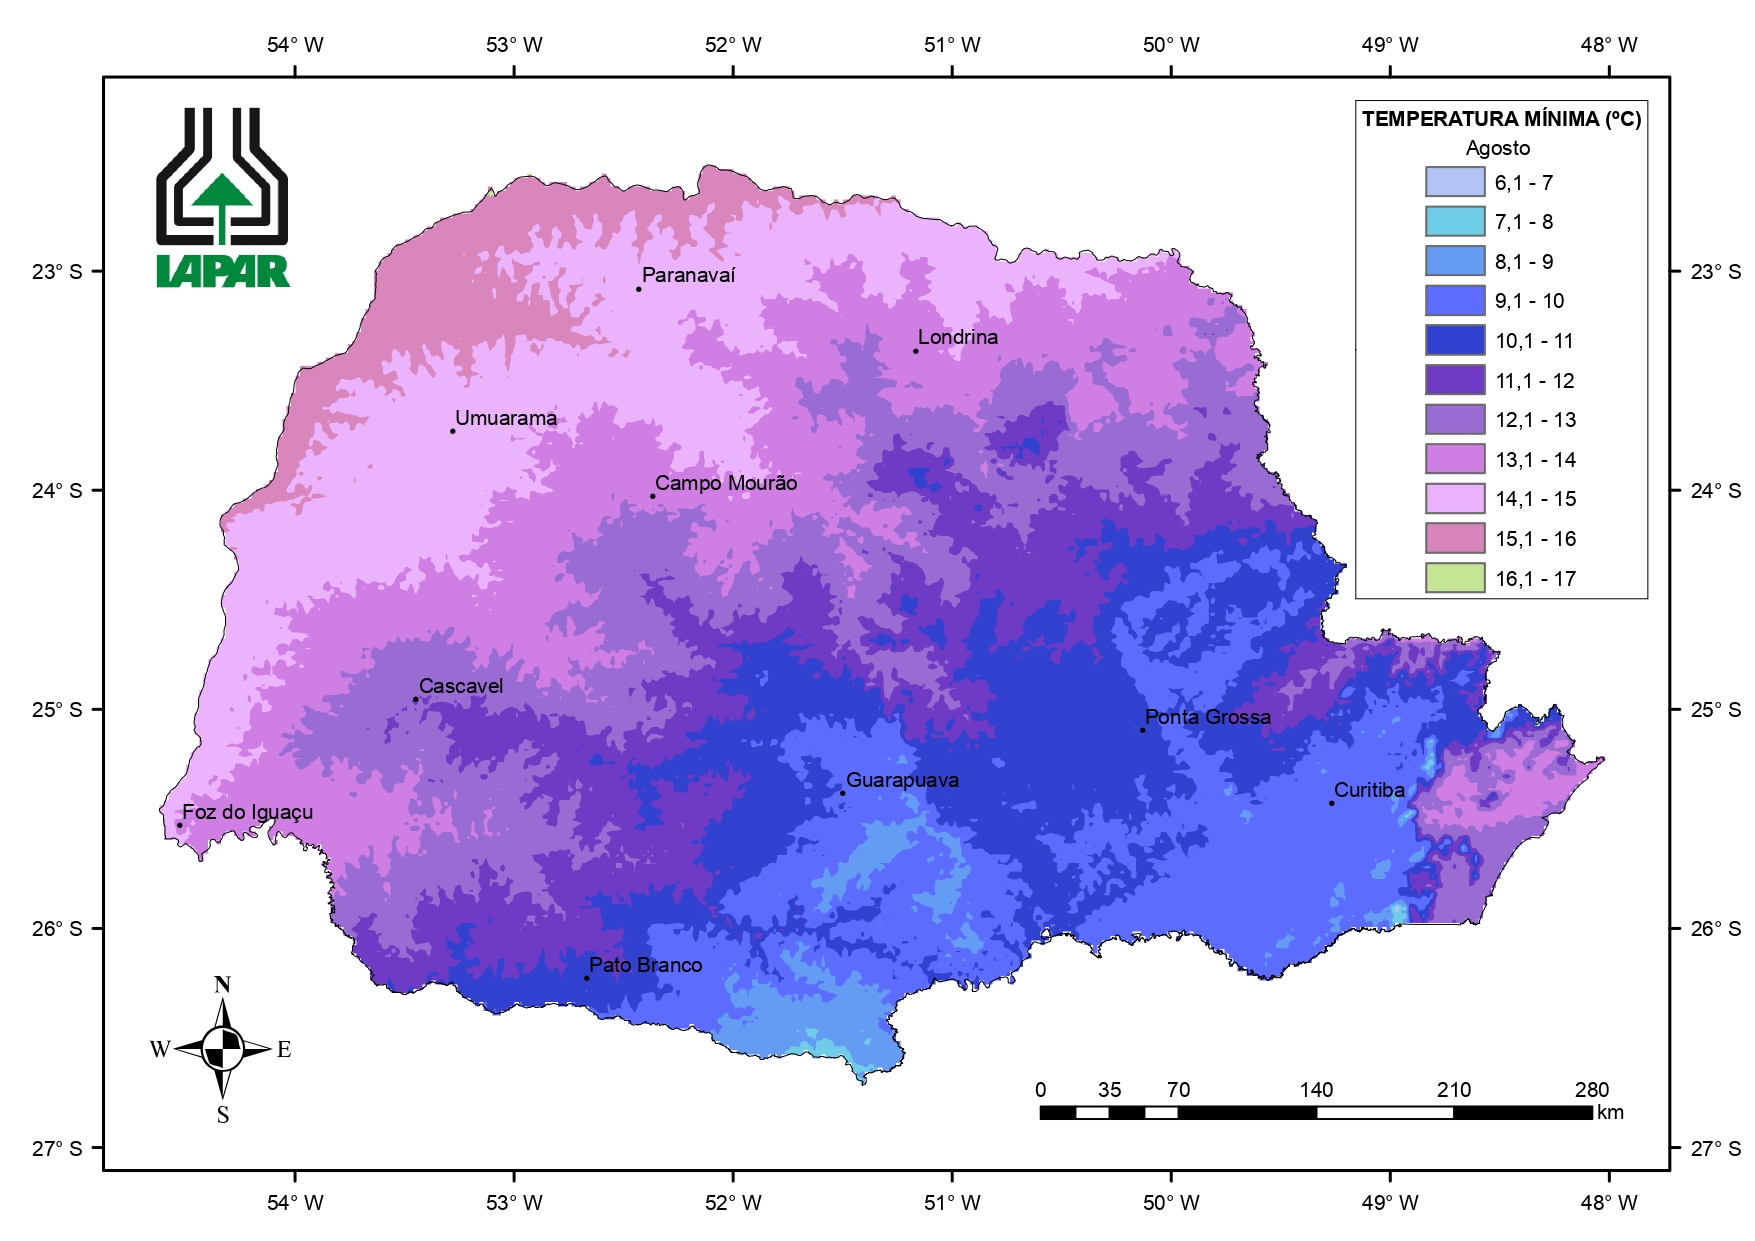 54° W 53° W 52° W 51° W 50° W 49° W 48° W
IAPAR
TEMPERATURA MÍNIMA (ºC)
Agosto
6,1 - 7
7,1 - 8
8,1 - 9
9,1 - 10
10,1 - 11
11,1 - 12
12,1 - 13
13,1 - 14
14,1 - 15
15,1 - 16
16,1 - 17
23° S 23° S
Paranavaí
Londrina
Umuarama
Campo Mourão
24° S 24° S
Cascavel
25° S 25° S
Ponta Grossa
Guarapuava
Curitiba
Foz do Iguaçu
26° S 26° S
Pato Branco
N
W E
S
0 35 70 140 210 280
km
27° S 27° S
54° W 53° W 52° W 51° W 50° W 49° W 48° W